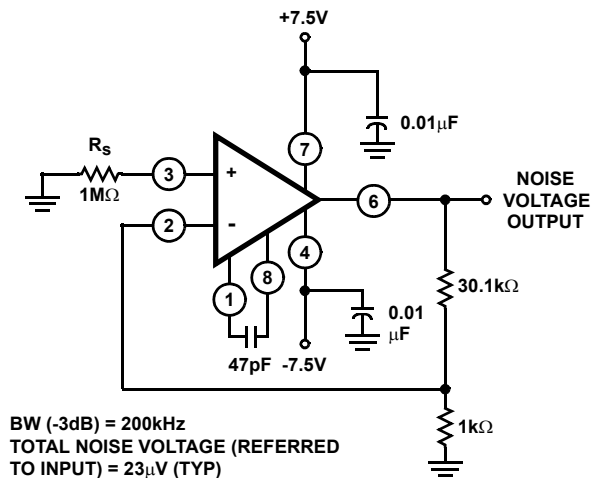 +7.5V
0.01μF
RS
1MΩ
3
+
7
2
-
6
NOISE
VOLTAGE
OUTPUT
4
1
8
30.1kΩ
0.01
μF
47pF
-7.5V
1kΩ
BW (-3dB) = 200kHz
TOTAL NOISE VOLTAGE (REFERRED
TO INPUT) = 23μV (TYP)